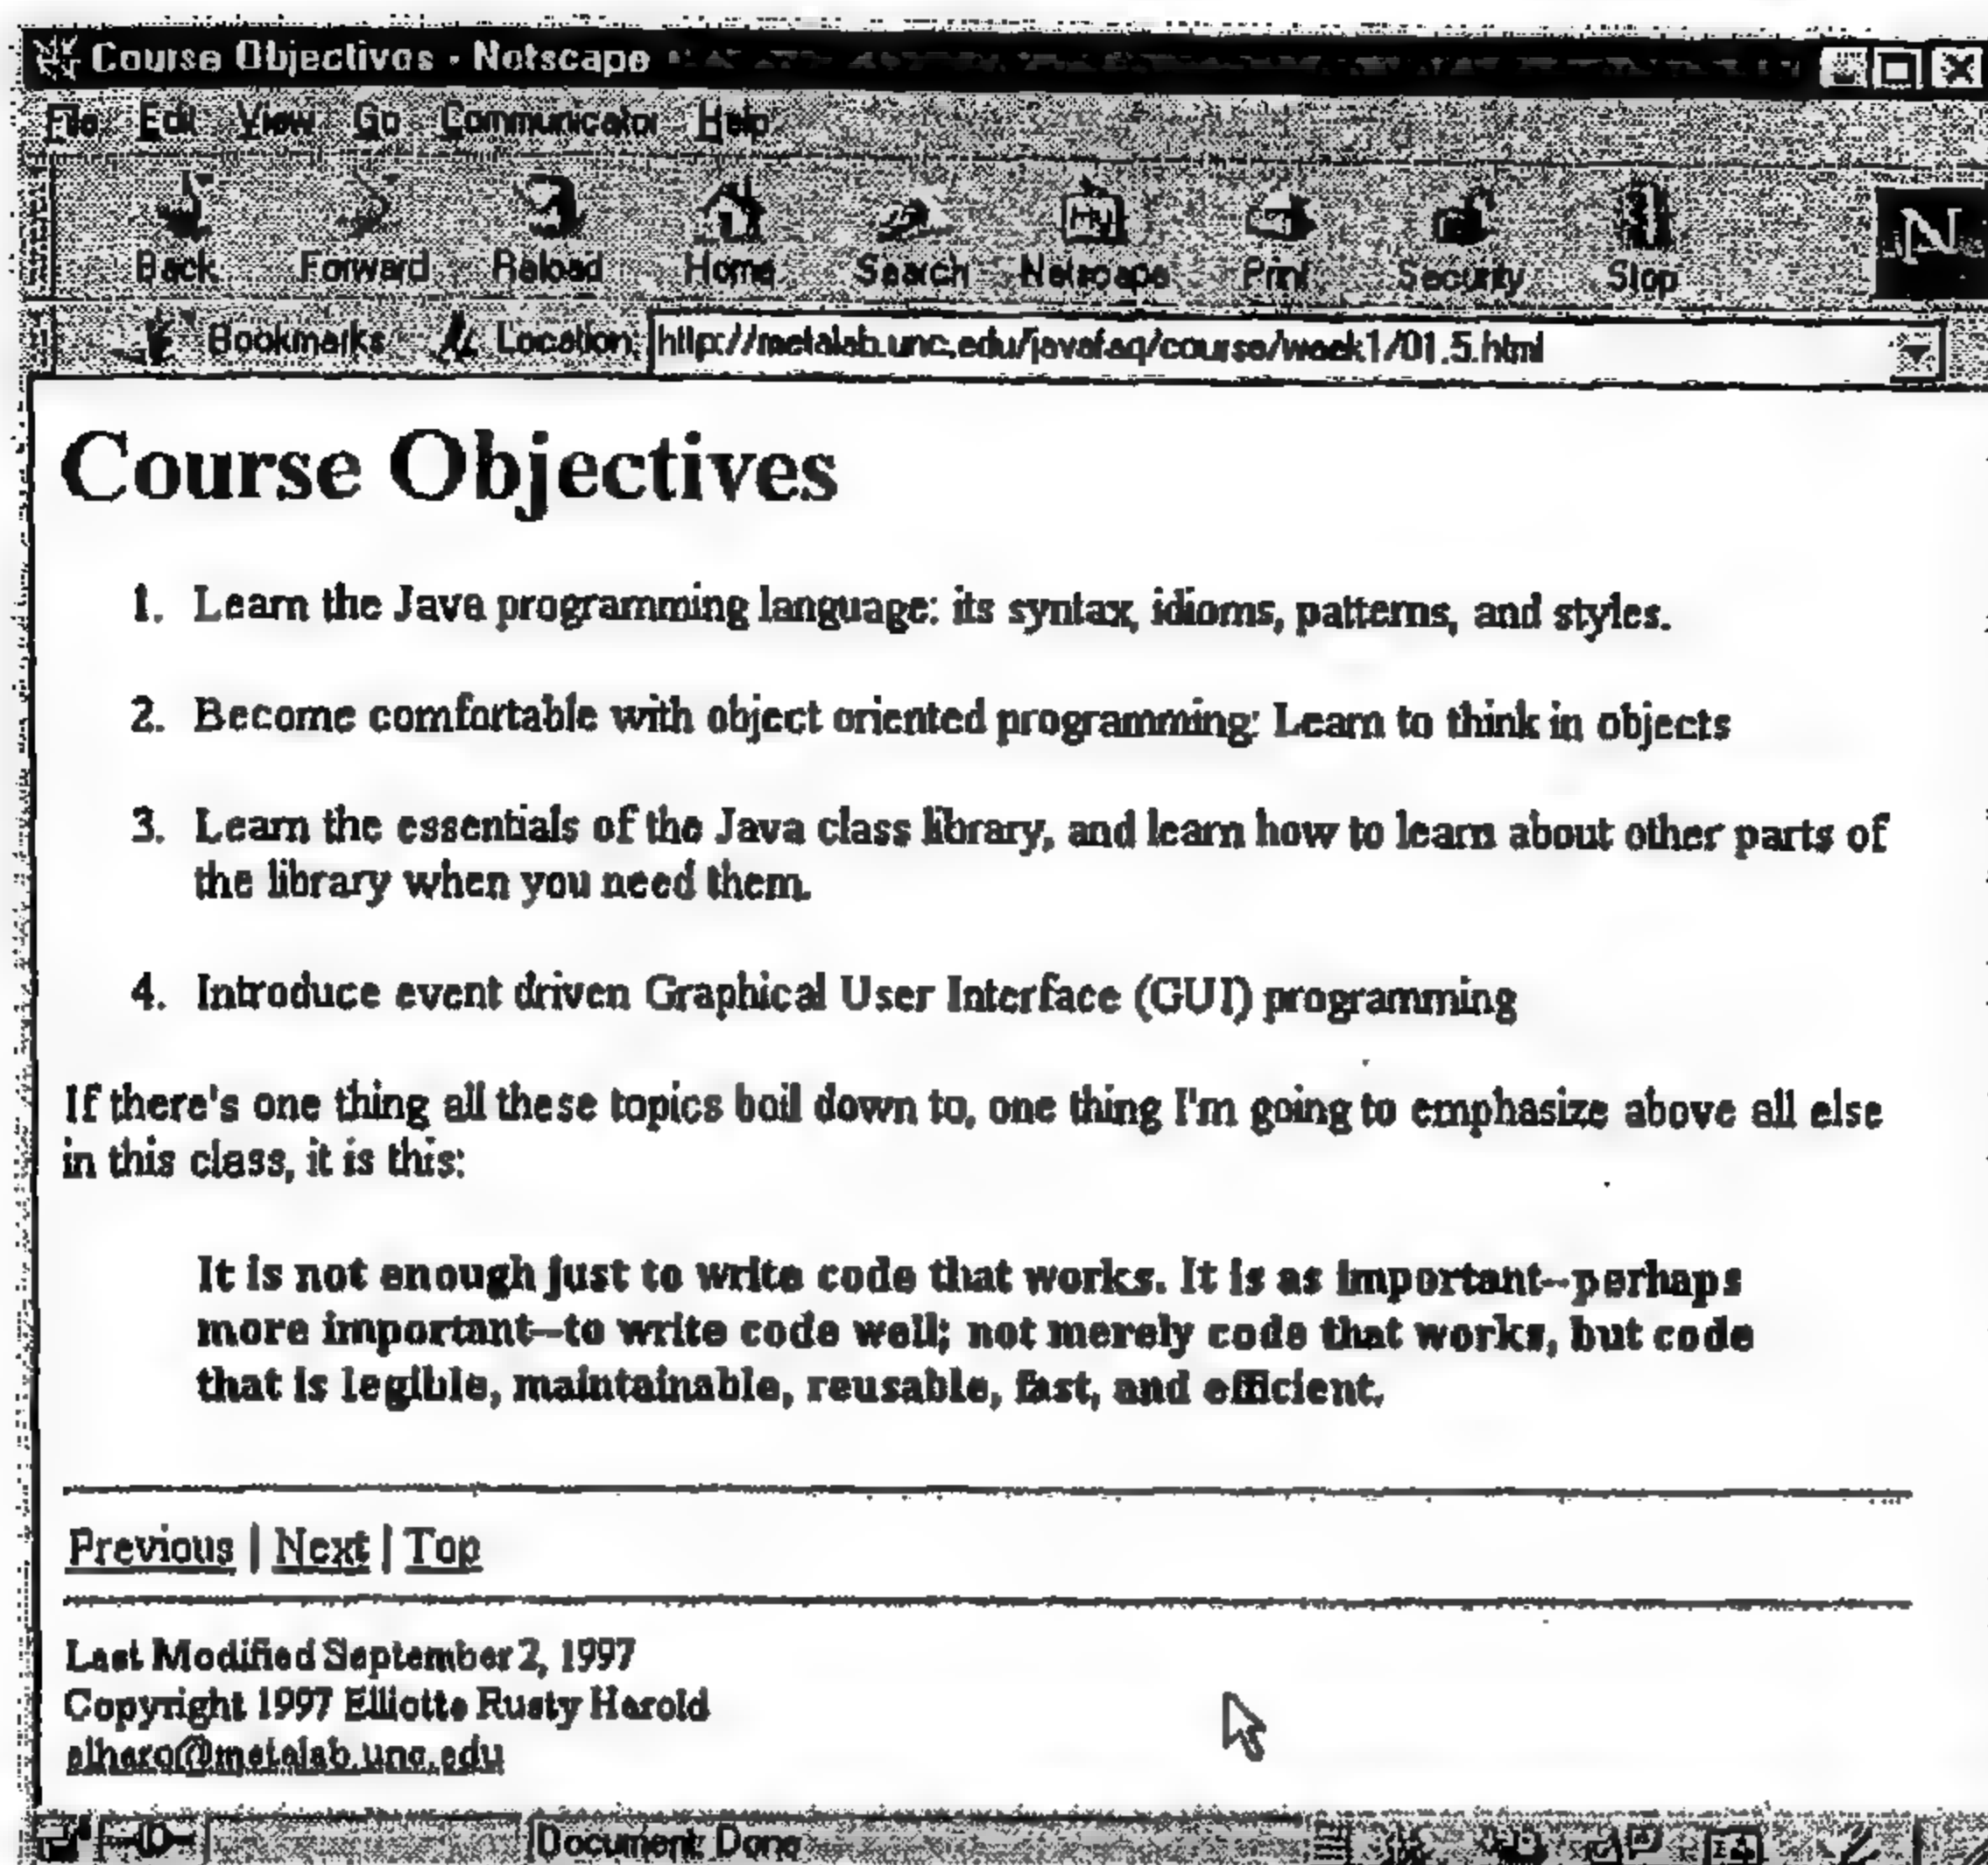 Course Objectives - Netscape
File Edit View Go Communicator Help
Back Forward Reload Home Search Netscape Print Security Stop
N
Bookmarks Location: http://metalab.unc.edu/javafaq/course/week1/01.5.html
Course Objectives
1. Learn the Java programming language: its syntax, idioms, patterns, and styles.
2. Become comfortable with object oriented programming: Learn to think in objects
3. Learn the essentials of the Java class library, and learn how to learn about other parts of
the library when you need them.
4. Introduce event driven Graphical User Interface (GUI) programming
If there's one thing all these topics boil down to, one thing I'm going to emphasize above all else
in this class, it is this:
It is not enough just to write code that works. It is as important--perhaps
more important--to write code well; not merely code that works, but code
that is legible, maintainable, reusable, fast, and efficient.
Previous | Next | Top
Last Modified September 2, 1997
Copyright 1997 Elliotte Rusty Harold
elharo@metalab.unc.edu
Document: Done